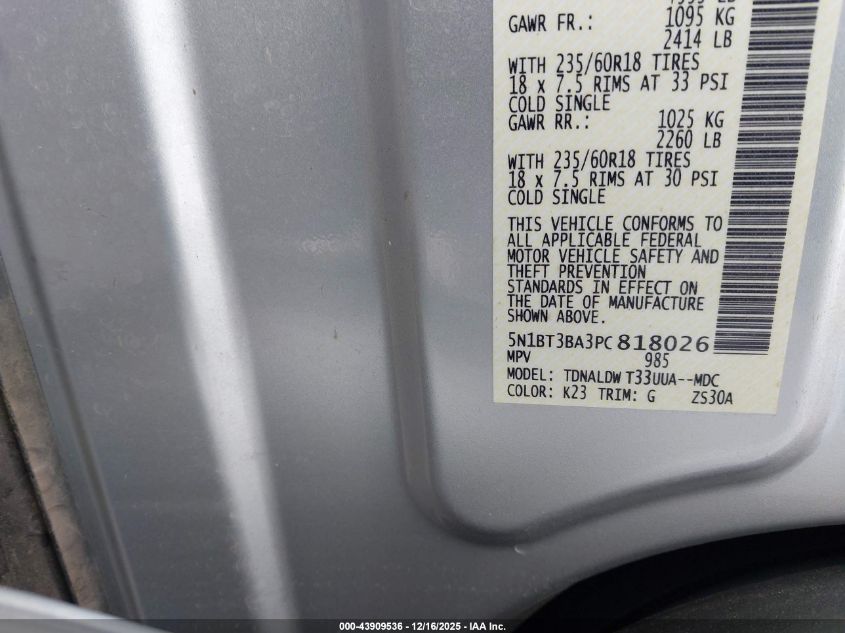 GAWR FR.: 1095 KG
2414 LB
WITH 235/60R18 TIRES
18 x 7.5 RIMS AT 33 PSI
COLD SINGLE
GAWR RR.: 1025 KG
2260 LB
WITH 235/60R18 TIRES
18 x 7.5 RIMS AT 30 PSI
COLD SINGLE
THIS VEHICLE CONFORMS TO
ALL APPLICABLE FEDERAL
MOTOR VEHICLE SAFETY AND
THEFT PREVENTION
STANDARDS IN EFFECT ON
THE DATE OF MANUFACTURE
SHOWN ABOVE.
5N1BT3BA3PC818026
MPV 985
MODEL: TDNALDW T33UUA--MDC
COLOR: K23 TRIM: G ZS30A
000-43909536 - 12/16/2025 - IAA Inc.